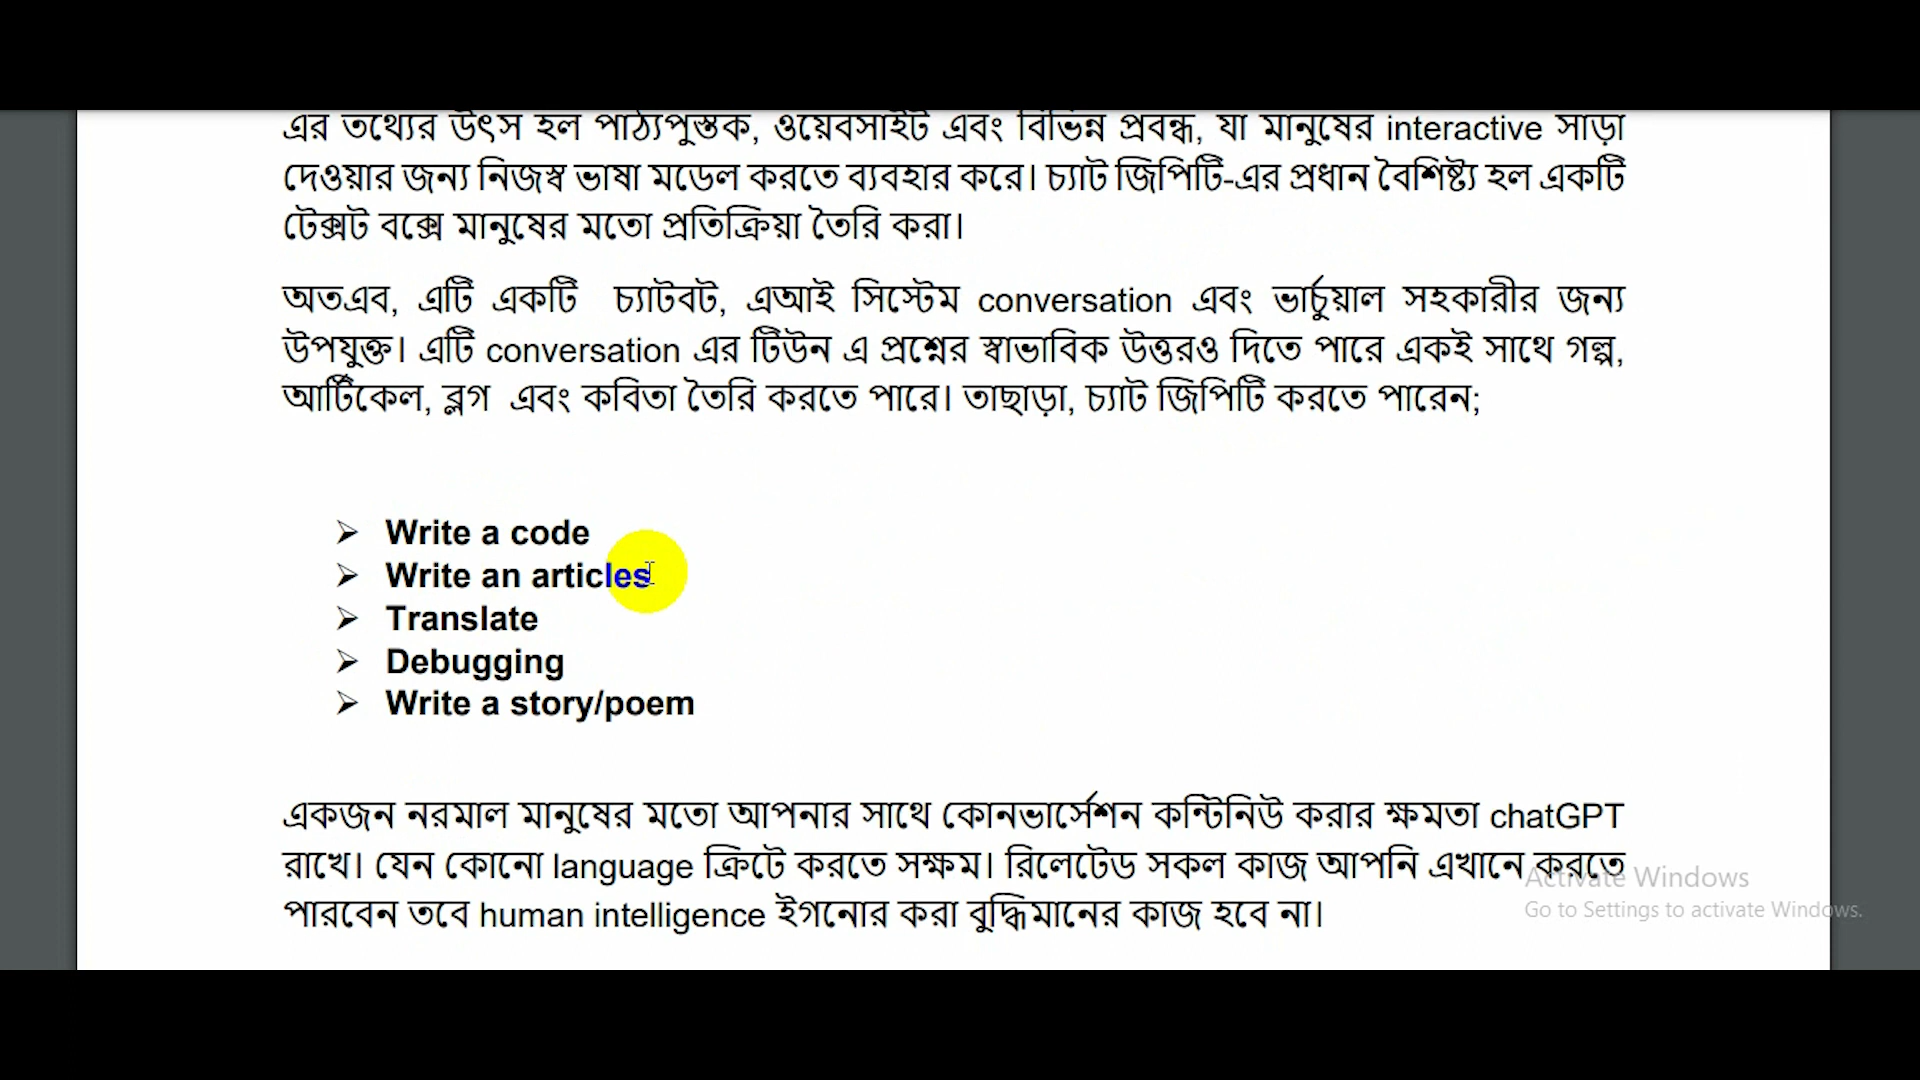 এর তথ্যের উৎস হল পাঠ্যপুস্তক, ওয়েবসাইট এবং বিভিন্ন প্রবন্ধ, যা মানুষের interactive সাড়া
দেওয়ার জন্য নিজস্ব ভাষা মডেল করতে ব্যবহার করে। চ্যাট জিপিটি-এর প্রধান বৈশিষ্ট্য হল একটি
টেক্সট বক্সে মানুষের মতো প্রতিক্রিয়া তৈরি করা।
অতএব, এটি একটি চ্যাটবট, এআই সিস্টেম conversation এবং ভার্চুয়াল সহকারীর জন্য
উপযুক্ত। এটি conversation এর টিউন এ প্রশ্নের স্বাভাবিক উত্তরও দিতে পারে একই সাথে গল্প,
আর্টিকেল, ব্লগ এবং কবিতা তৈরি করতে পারে। তাছাড়া, চ্যাট জিপিটি করতে পারেন;
➢ Write a code
➢ Write an articles
➢ Translate
➢ Debugging
➢ Write a story/poem
একজন নরমাল মানুষের মতো আপনার সাথে কোনভার্সেশন কন্টিনিউ করার ক্ষমতা chatGPT
রাখে। যেন কোনো language ক্রিটে করতে সক্ষম। রিলেটেড সকল কাজ আপনি এখানে করতে
পারবেন তবে human intelligence ইগনোর করা বুদ্ধিমানের কাজ হবে না।
Activate Windows
Go to Settings to activate Windows.